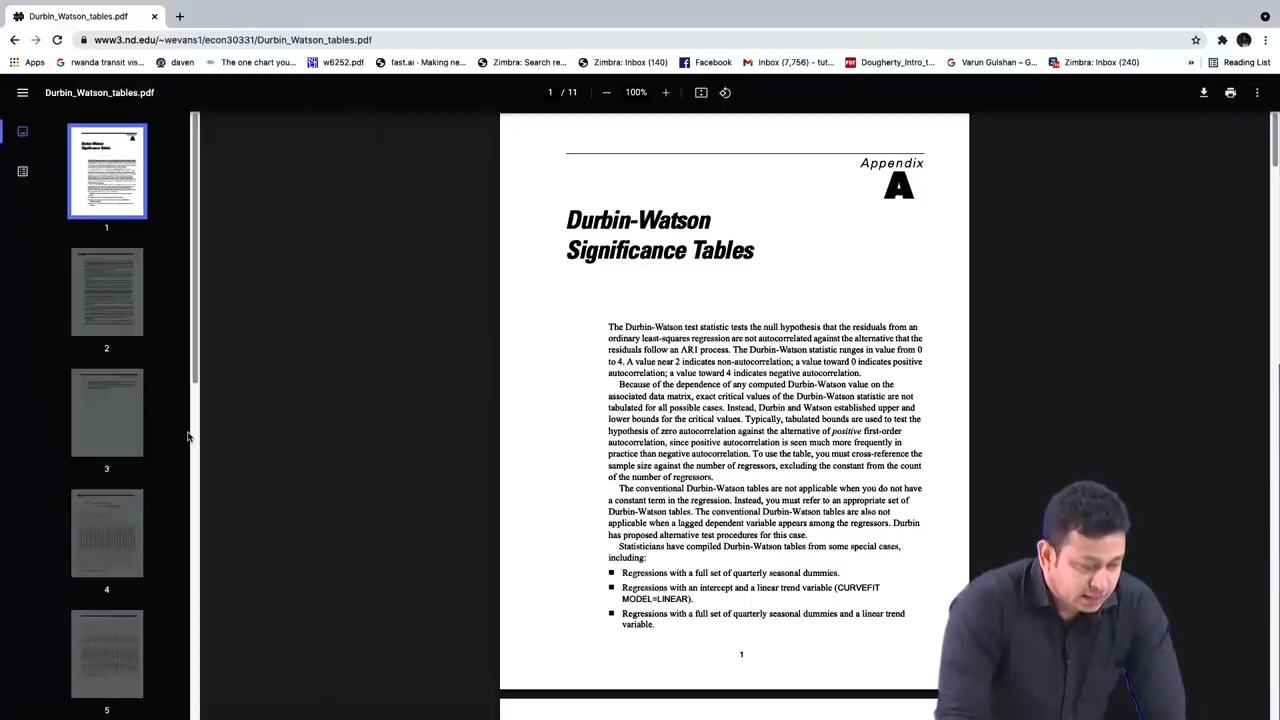 Durbin_Watson_tables.pdf
www3.nd.edu/~wevans1/econ30331/Durbin_Watson_tables.pdf
Apps rwanda transit vis... daven The one chart you... w6252.pdf fast.ai · Making ne... Zimbra: Search re... Zimbra: Inbox (140) Facebook Inbox (7,756) - tut... Dougherty_Intro_t... Varun Gulshan – G... Zimbra: Inbox (240) » Reading List
Durbin_Watson_tables.pdf 1 / 11 — 100% +
1
2
3
4
5
Appendix
A
Durbin-Watson
Significance Tables
The Durbin-Watson test statistic tests the null hypothesis that the residuals from an
ordinary least-squares regression are not autocorrelated against the alternative that the
residuals follow an AR1 process. The Durbin-Watson statistic ranges in value from 0
to 4. A value near 2 indicates non-autocorrelation; a value toward 0 indicates positive
autocorrelation; a value toward 4 indicates negative autocorrelation.
Because of the dependence of any computed Durbin-Watson value on the
associated data matrix, exact critical values of the Durbin-Watson statistic are not
tabulated for all possible cases. Instead, Durbin and Watson established upper and
lower bounds for the critical values. Typically, tabulated bounds are used to test the
hypothesis of zero autocorrelation against the alternative of positive first-order
autocorrelation, since positive autocorrelation is seen much more frequently in
practice than negative autocorrelation. To use the table, you must cross-reference the
sample size against the number of regressors, excluding the constant from the count
of the number of regressors.
The conventional Durbin-Watson tables are not applicable when you do not have
a constant term in the regression. Instead, you must refer to an appropriate set of
Durbin-Watson tables. The conventional Durbin-Watson tables are also not
applicable when a lagged dependent variable appears among the regressors. Durbin
has proposed alternative test procedures for this case.
Statisticians have compiled Durbin-Watson tables from some special cases,
including:
■ Regressions with a full set of quarterly seasonal dummies.
■ Regressions with an intercept and a linear trend variable (CURVEFIT
MODEL=LINEAR).
■ Regressions with a full set of quarterly seasonal dummies and a linear trend
variable.
1